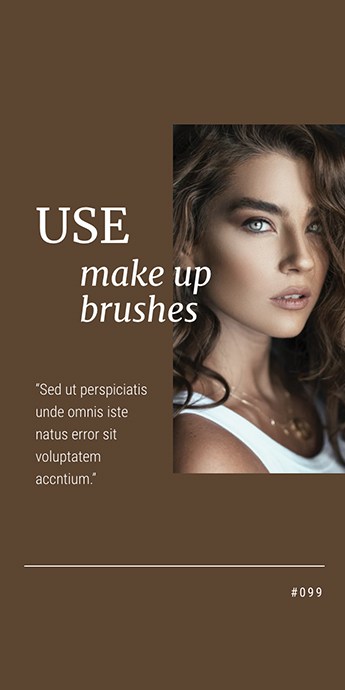 USE
make up
brushes
“Sed ut perspiciatis
unde omnis iste
natus error sit
voluptatem
accntium.“
#099